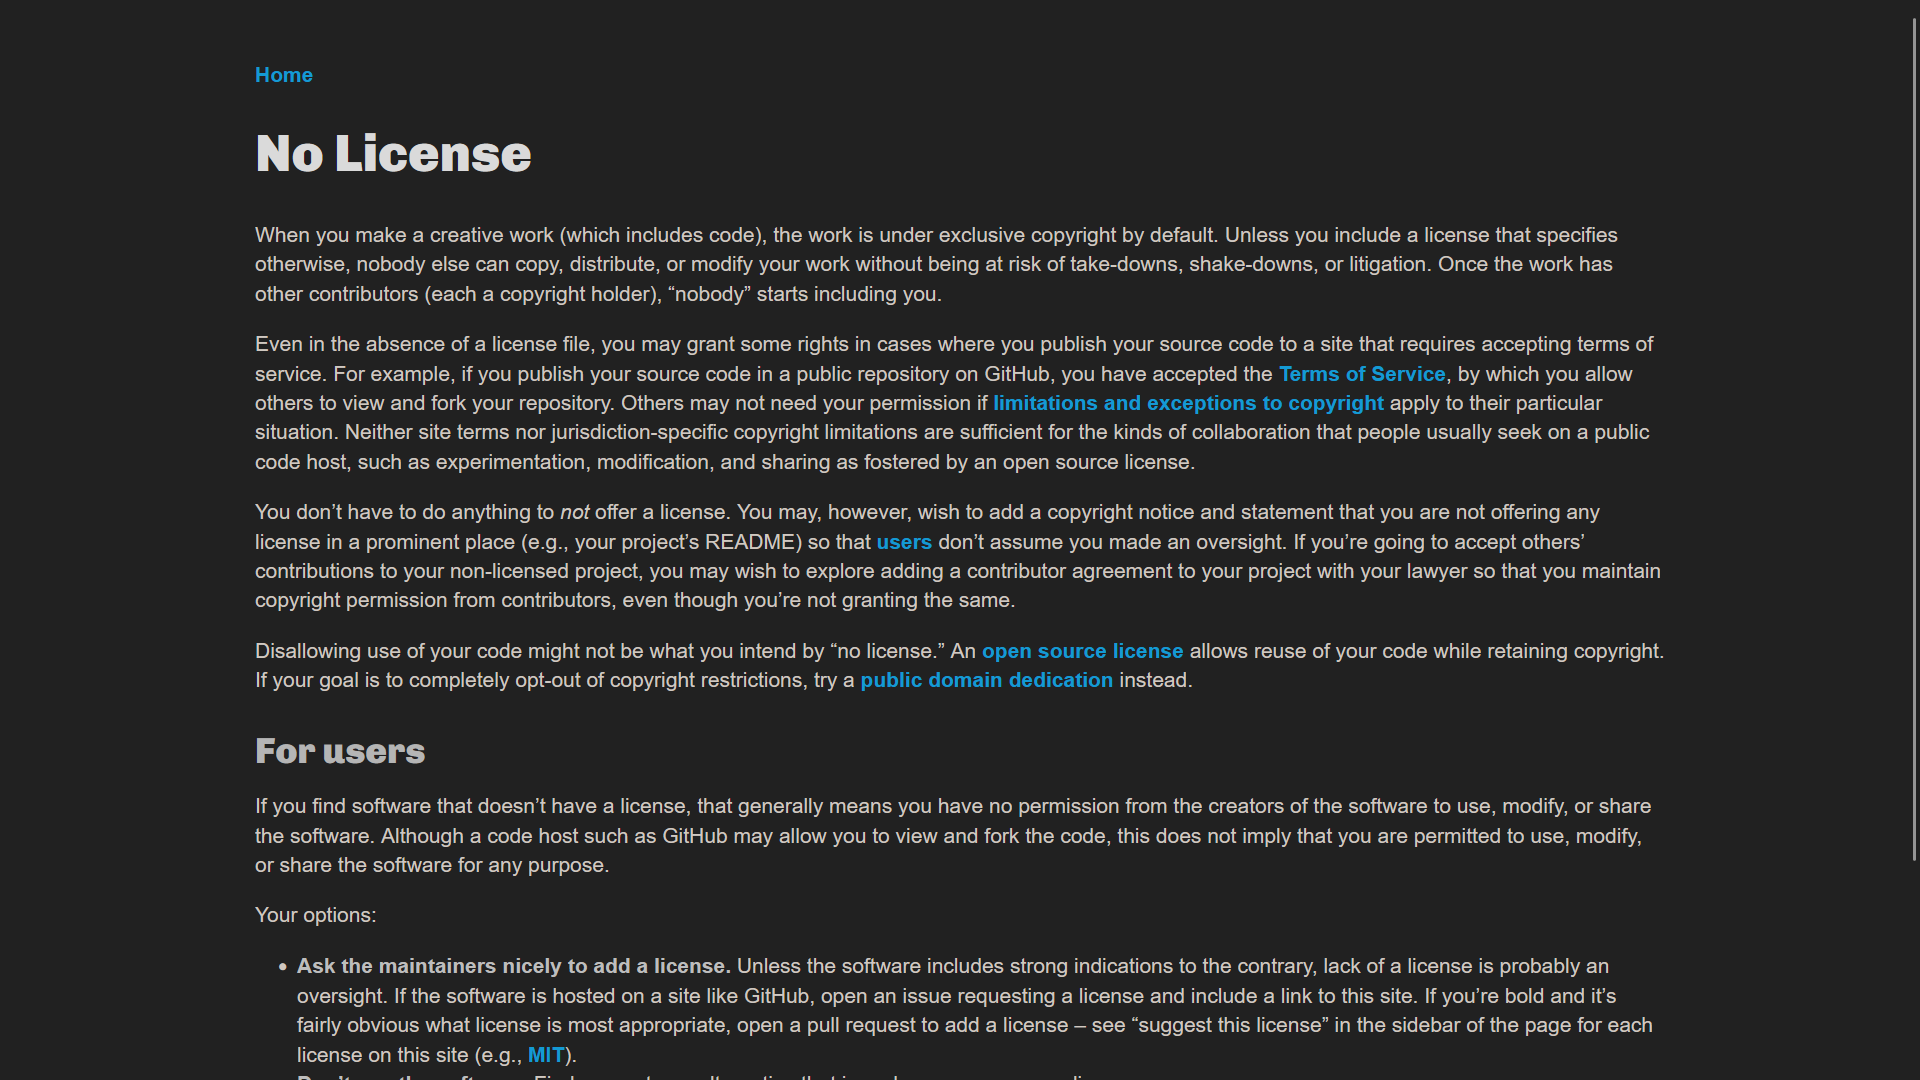 Home
No License
When you make a creative work (which includes code), the work is under exclusive copyright by default. Unless you include a license that specifies
otherwise, nobody else can copy, distribute, or modify your work without being at risk of take-downs, shake-downs, or litigation. Once the work has
other contributors (each a copyright holder), “nobody” starts including you.
Even in the absence of a license file, you may grant some rights in cases where you publish your source code to a site that requires accepting terms of
service. For example, if you publish your source code in a public repository on GitHub, you have accepted the Terms of Service, by which you allow
others to view and fork your repository. Others may not need your permission if limitations and exceptions to copyright apply to their particular
situation. Neither site terms nor jurisdiction-specific copyright limitations are sufficient for the kinds of collaboration that people usually seek on a public
code host, such as experimentation, modification, and sharing as fostered by an open source license.
You don’t have to do anything to not offer a license. You may, however, wish to add a copyright notice and statement that you are not offering any
license in a prominent place (e.g., your project’s README) so that users don’t assume you made an oversight. If you’re going to accept others’
contributions to your non-licensed project, you may wish to explore adding a contributor agreement to your project with your lawyer so that you maintain
copyright permission from contributors, even though you’re not granting the same.
Disallowing use of your code might not be what you intend by “no license.” An open source license allows reuse of your code while retaining copyright.
If your goal is to completely opt-out of copyright restrictions, try a public domain dedication instead.
For users
If you find software that doesn’t have a license, that generally means you have no permission from the creators of the software to use, modify, or share
the software. Although a code host such as GitHub may allow you to view and fork the code, this does not imply that you are permitted to use, modify,
or share the software for any purpose.
Your options:
• Ask the maintainers nicely to add a license. Unless the software includes strong indications to the contrary, lack of a license is probably an
oversight. If the software is hosted on a site like GitHub, open an issue requesting a license and include a link to this site. If you’re bold and it’s
fairly obvious what license is most appropriate, open a pull request to add a license – see “suggest this license” in the sidebar of the page for each
license on this site (e.g., MIT).